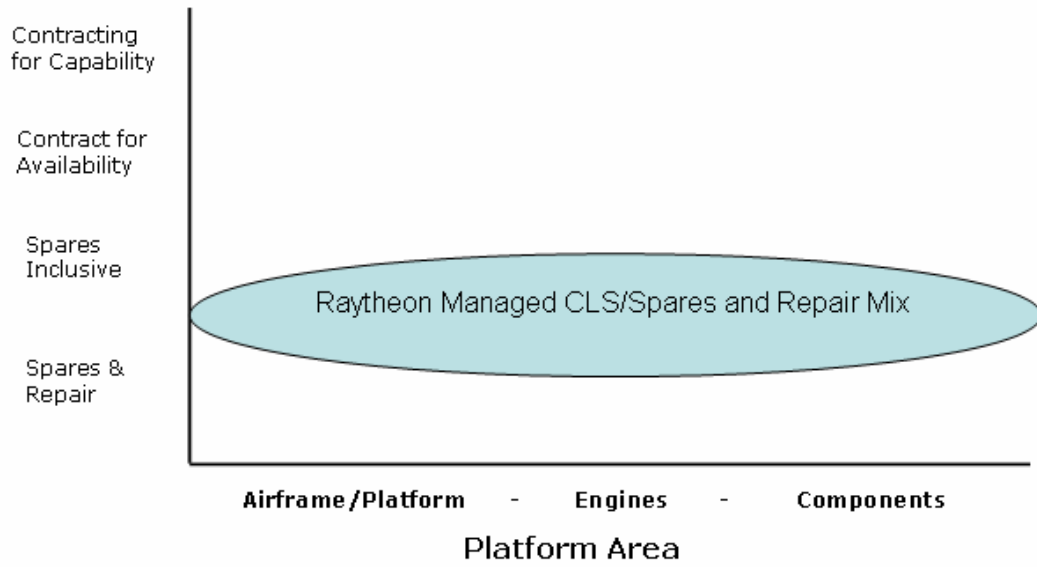 Contracting
for Capability
Contract for
Availability
Spares
Inclusive
Raytheon Managed CLS/Spares and Repair Mix
Spares &
Repair
Airframe/Platform - Engines - Components
Platform Area